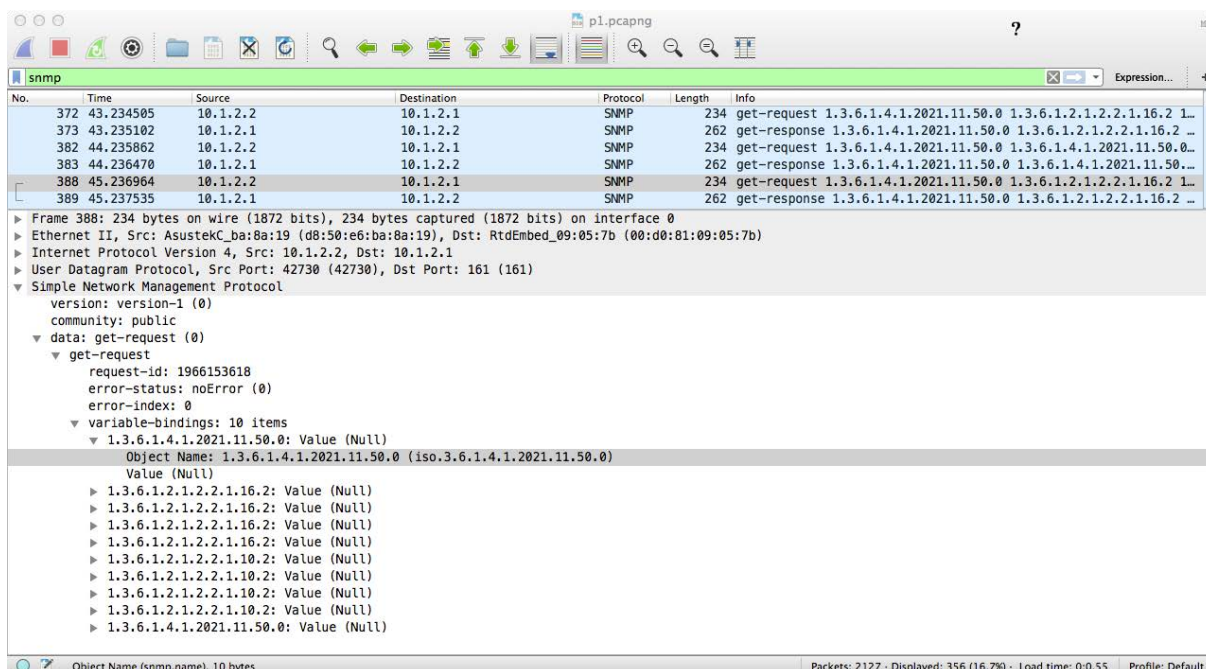 p1.pcapng
?
snmp Expression... +
No. Time Source Destination Protocol Length Info
372 43.234505 10.1.2.2 10.1.2.1 SNMP 234 get-request 1.3.6.1.4.1.2021.11.50.0 1.3.6.1.2.1.2.2.1.16.2 1…
373 43.235102 10.1.2.1 10.1.2.2 SNMP 262 get-response 1.3.6.1.4.1.2021.11.50.0 1.3.6.1.2.1.2.2.1.16.2 …
382 44.235862 10.1.2.2 10.1.2.1 SNMP 234 get-request 1.3.6.1.4.1.2021.11.50.0 1.3.6.1.4.1.2021.11.50.0…
383 44.236470 10.1.2.1 10.1.2.2 SNMP 262 get-response 1.3.6.1.4.1.2021.11.50.0 1.3.6.1.4.1.2021.11.50.…
388 45.236964 10.1.2.2 10.1.2.1 SNMP 234 get-request 1.3.6.1.4.1.2021.11.50.0 1.3.6.1.2.1.2.2.1.16.2 1…
389 45.237535 10.1.2.1 10.1.2.2 SNMP 262 get-response 1.3.6.1.4.1.2021.11.50.0 1.3.6.1.2.1.2.2.1.16.2 …
Frame 388: 234 bytes on wire (1872 bits), 234 bytes captured (1872 bits) on interface 0
Ethernet II, Src: AsustekC_ba:8a:19 (d8:50:e6:ba:8a:19), Dst: RtdEmbed_09:05:7b (00:d0:81:09:05:7b)
Internet Protocol Version 4, Src: 10.1.2.2, Dst: 10.1.2.1
User Datagram Protocol, Src Port: 42730 (42730), Dst Port: 161 (161)
Simple Network Management Protocol
version: version-1 (0)
community: public
data: get-request (0)
get-request
request-id: 1966153618
error-status: noError (0)
error-index: 0
variable-bindings: 10 items
1.3.6.1.4.1.2021.11.50.0: Value (Null)
Object Name: 1.3.6.1.4.1.2021.11.50.0 (iso.3.6.1.4.1.2021.11.50.0)
Value (Null)
1.3.6.1.2.1.2.2.1.16.2: Value (Null)
1.3.6.1.2.1.2.2.1.16.2: Value (Null)
1.3.6.1.2.1.2.2.1.16.2: Value (Null)
1.3.6.1.2.1.2.2.1.16.2: Value (Null)
1.3.6.1.2.1.2.2.1.10.2: Value (Null)
1.3.6.1.2.1.2.2.1.10.2: Value (Null)
1.3.6.1.2.1.2.2.1.10.2: Value (Null)
1.3.6.1.2.1.2.2.1.10.2: Value (Null)
1.3.6.1.4.1.2021.11.50.0: Value (Null)
Object Name (snmp.name), 10 bytes Packets: 2127 · Displayed: 356 (16.7%) · Load time: 0:0.55 Profile: Default